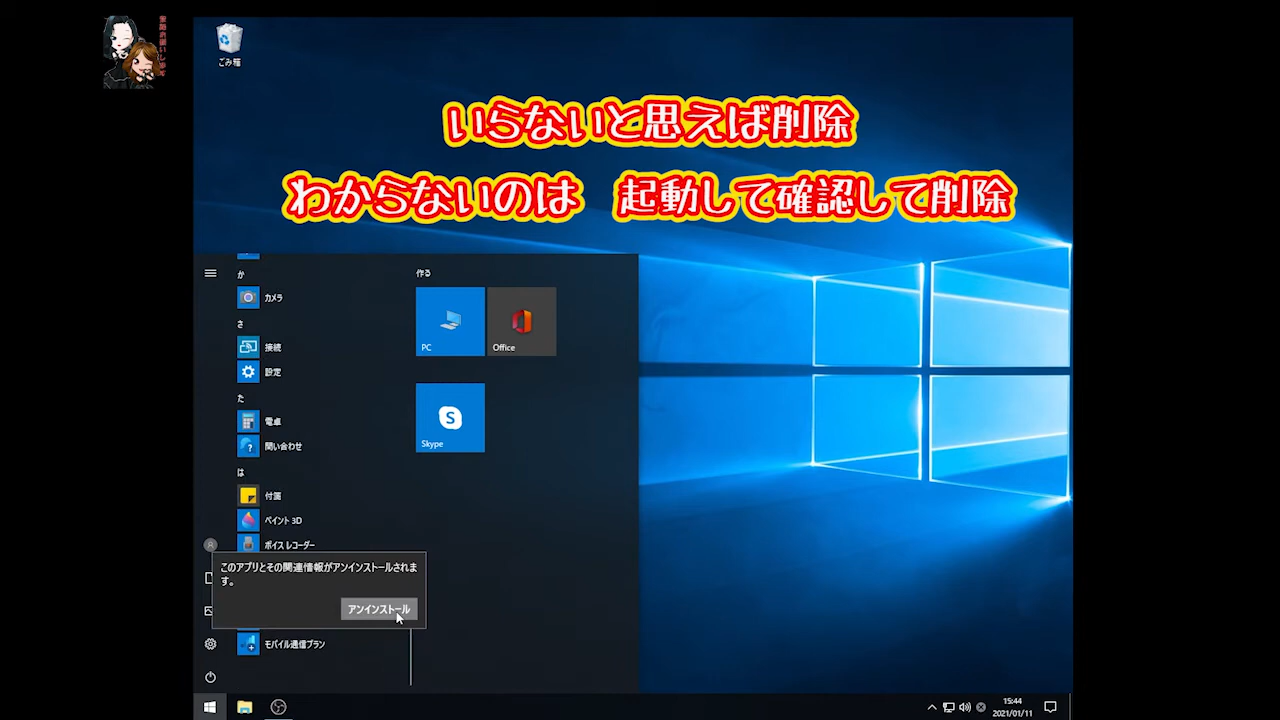 ごみ箱
いらないと思えば削除
わからないのは 起動して確認して削除
か
カメラ
さ
接続
設定
た
電卓
問い合わせ
は
付箋
ペイント 3D
ボイス レコーダー
このアプリとその関連情報がアンインストールされま
す。
アンインストール
モバイル通信プラン
作る
PC
Office
Skype
15:44
2021/01/11